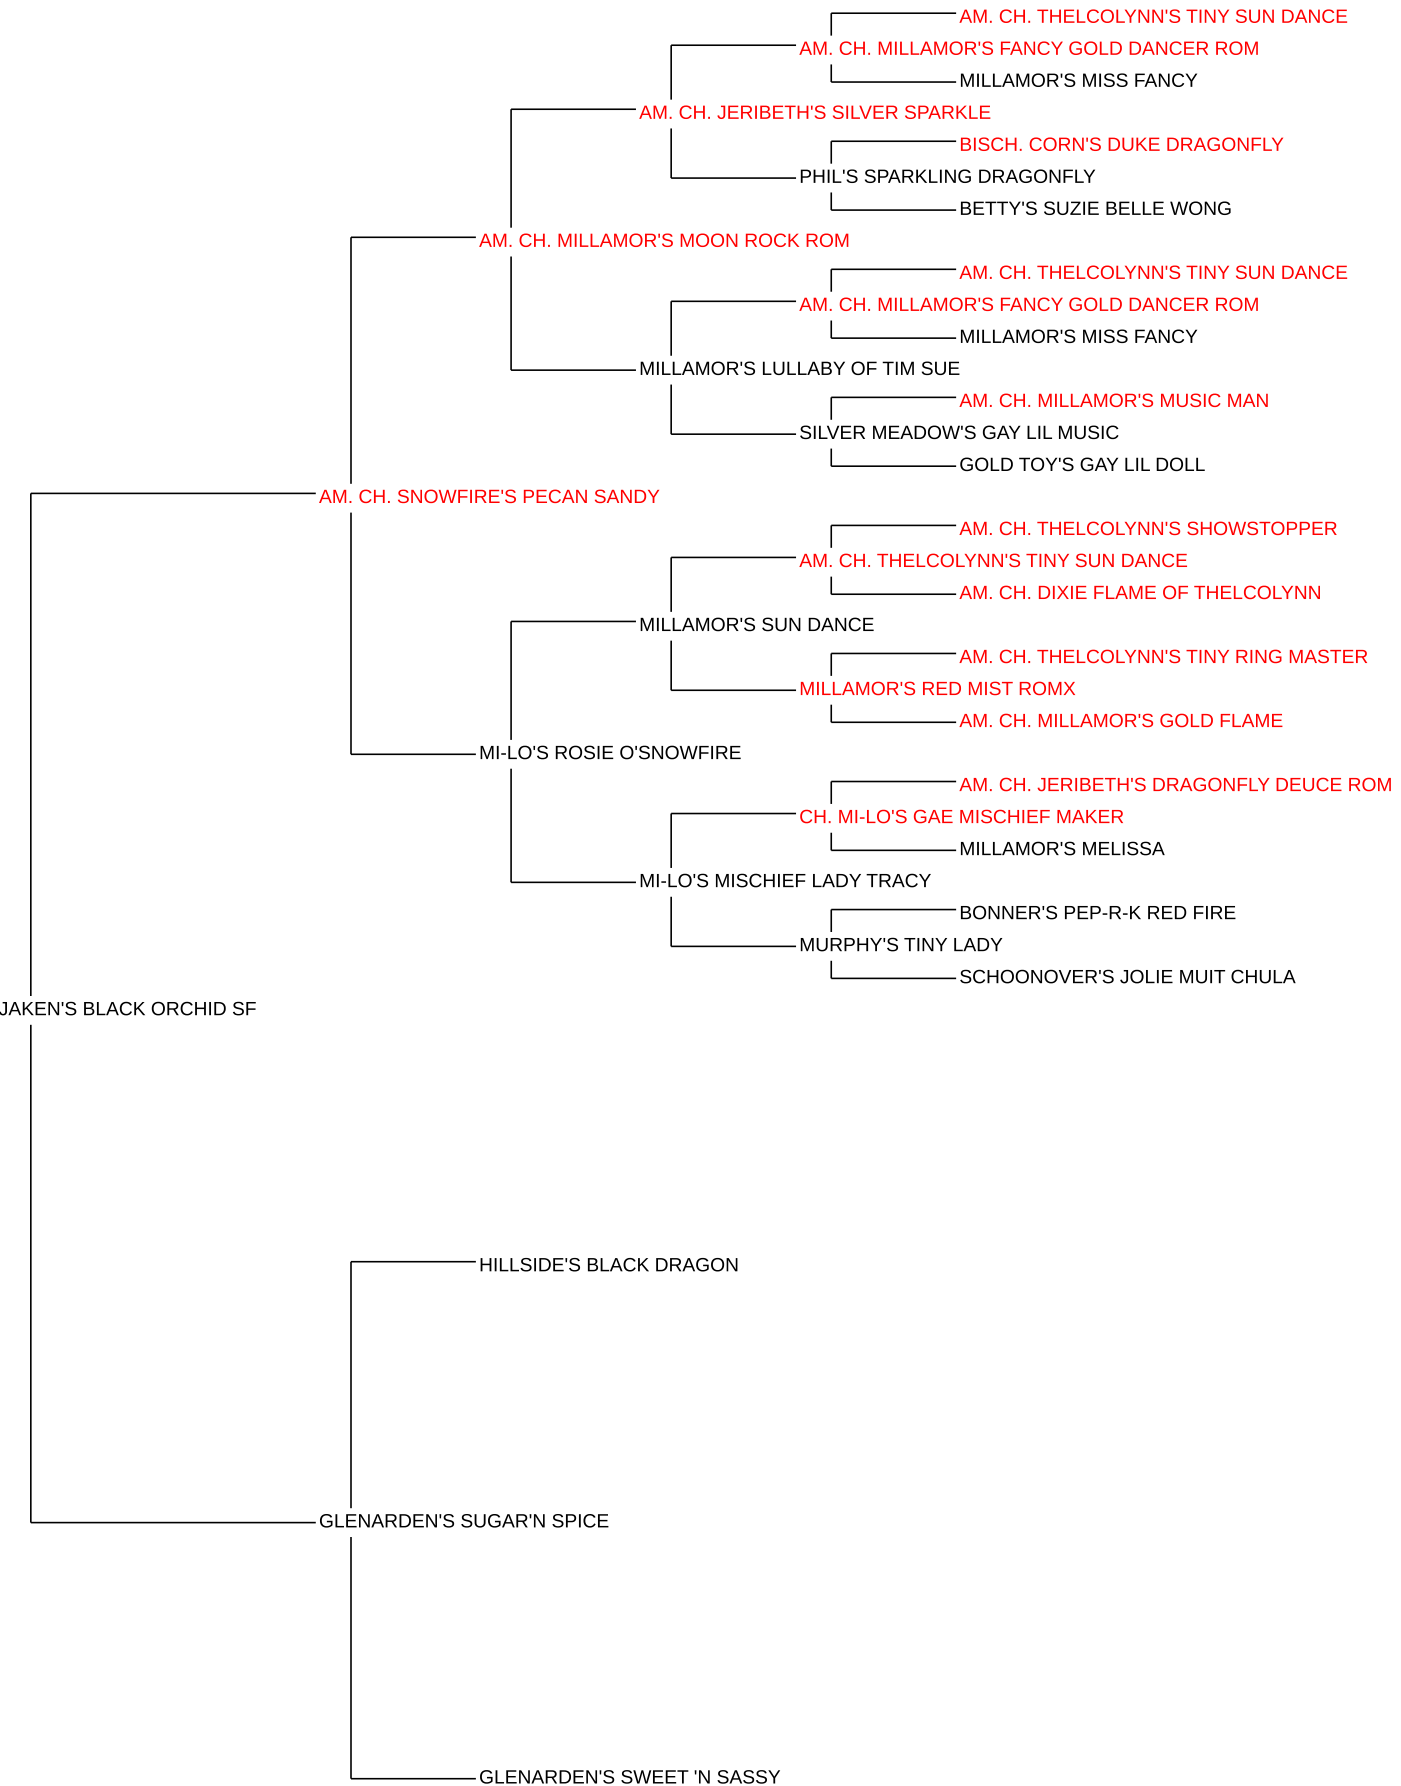 AM. CH. THELCOLYNN'S TINY SUN DANCE
AM. CH. MILLAMOR'S FANCY GOLD DANCER ROM
MILLAMOR'S MISS FANCY
AM. CH. JERIBETH'S SILVER SPARKLE
BISCH. CORN'S DUKE DRAGONFLY
PHIL'S SPARKLING DRAGONFLY
BETTY'S SUZIE BELLE WONG
AM. CH. MILLAMOR'S MOON ROCK ROM
AM. CH. THELCOLYNN'S TINY SUN DANCE
AM. CH. MILLAMOR'S FANCY GOLD DANCER ROM
MILLAMOR'S MISS FANCY
MILLAMOR'S LULLABY OF TIM SUE
AM. CH. MILLAMOR'S MUSIC MAN
SILVER MEADOW'S GAY LIL MUSIC
GOLD TOY'S GAY LIL DOLL
AM. CH. SNOWFIRE'S PECAN SANDY
AM. CH. THELCOLYNN'S SHOWSTOPPER
AM. CH. THELCOLYNN'S TINY SUN DANCE
AM. CH. DIXIE FLAME OF THELCOLYNN
MILLAMOR'S SUN DANCE
AM. CH. THELCOLYNN'S TINY RING MASTER
MILLAMOR'S RED MIST ROMX
AM. CH. MILLAMOR'S GOLD FLAME
MI-LO'S ROSIE O'SNOWFIRE
AM. CH. JERIBETH'S DRAGONFLY DEUCE ROM
CH. MI-LO'S GAE MISCHIEF MAKER
MILLAMOR'S MELISSA
MI-LO'S MISCHIEF LADY TRACY
BONNER'S PEP-R-K RED FIRE
MURPHY'S TINY LADY
SCHOONOVER'S JOLIE MUIT CHULA
JAKEN'S BLACK ORCHID SF
HILLSIDE'S BLACK DRAGON
GLENARDEN'S SUGAR'N SPICE
GLENARDEN'S SWEET 'N SASSY